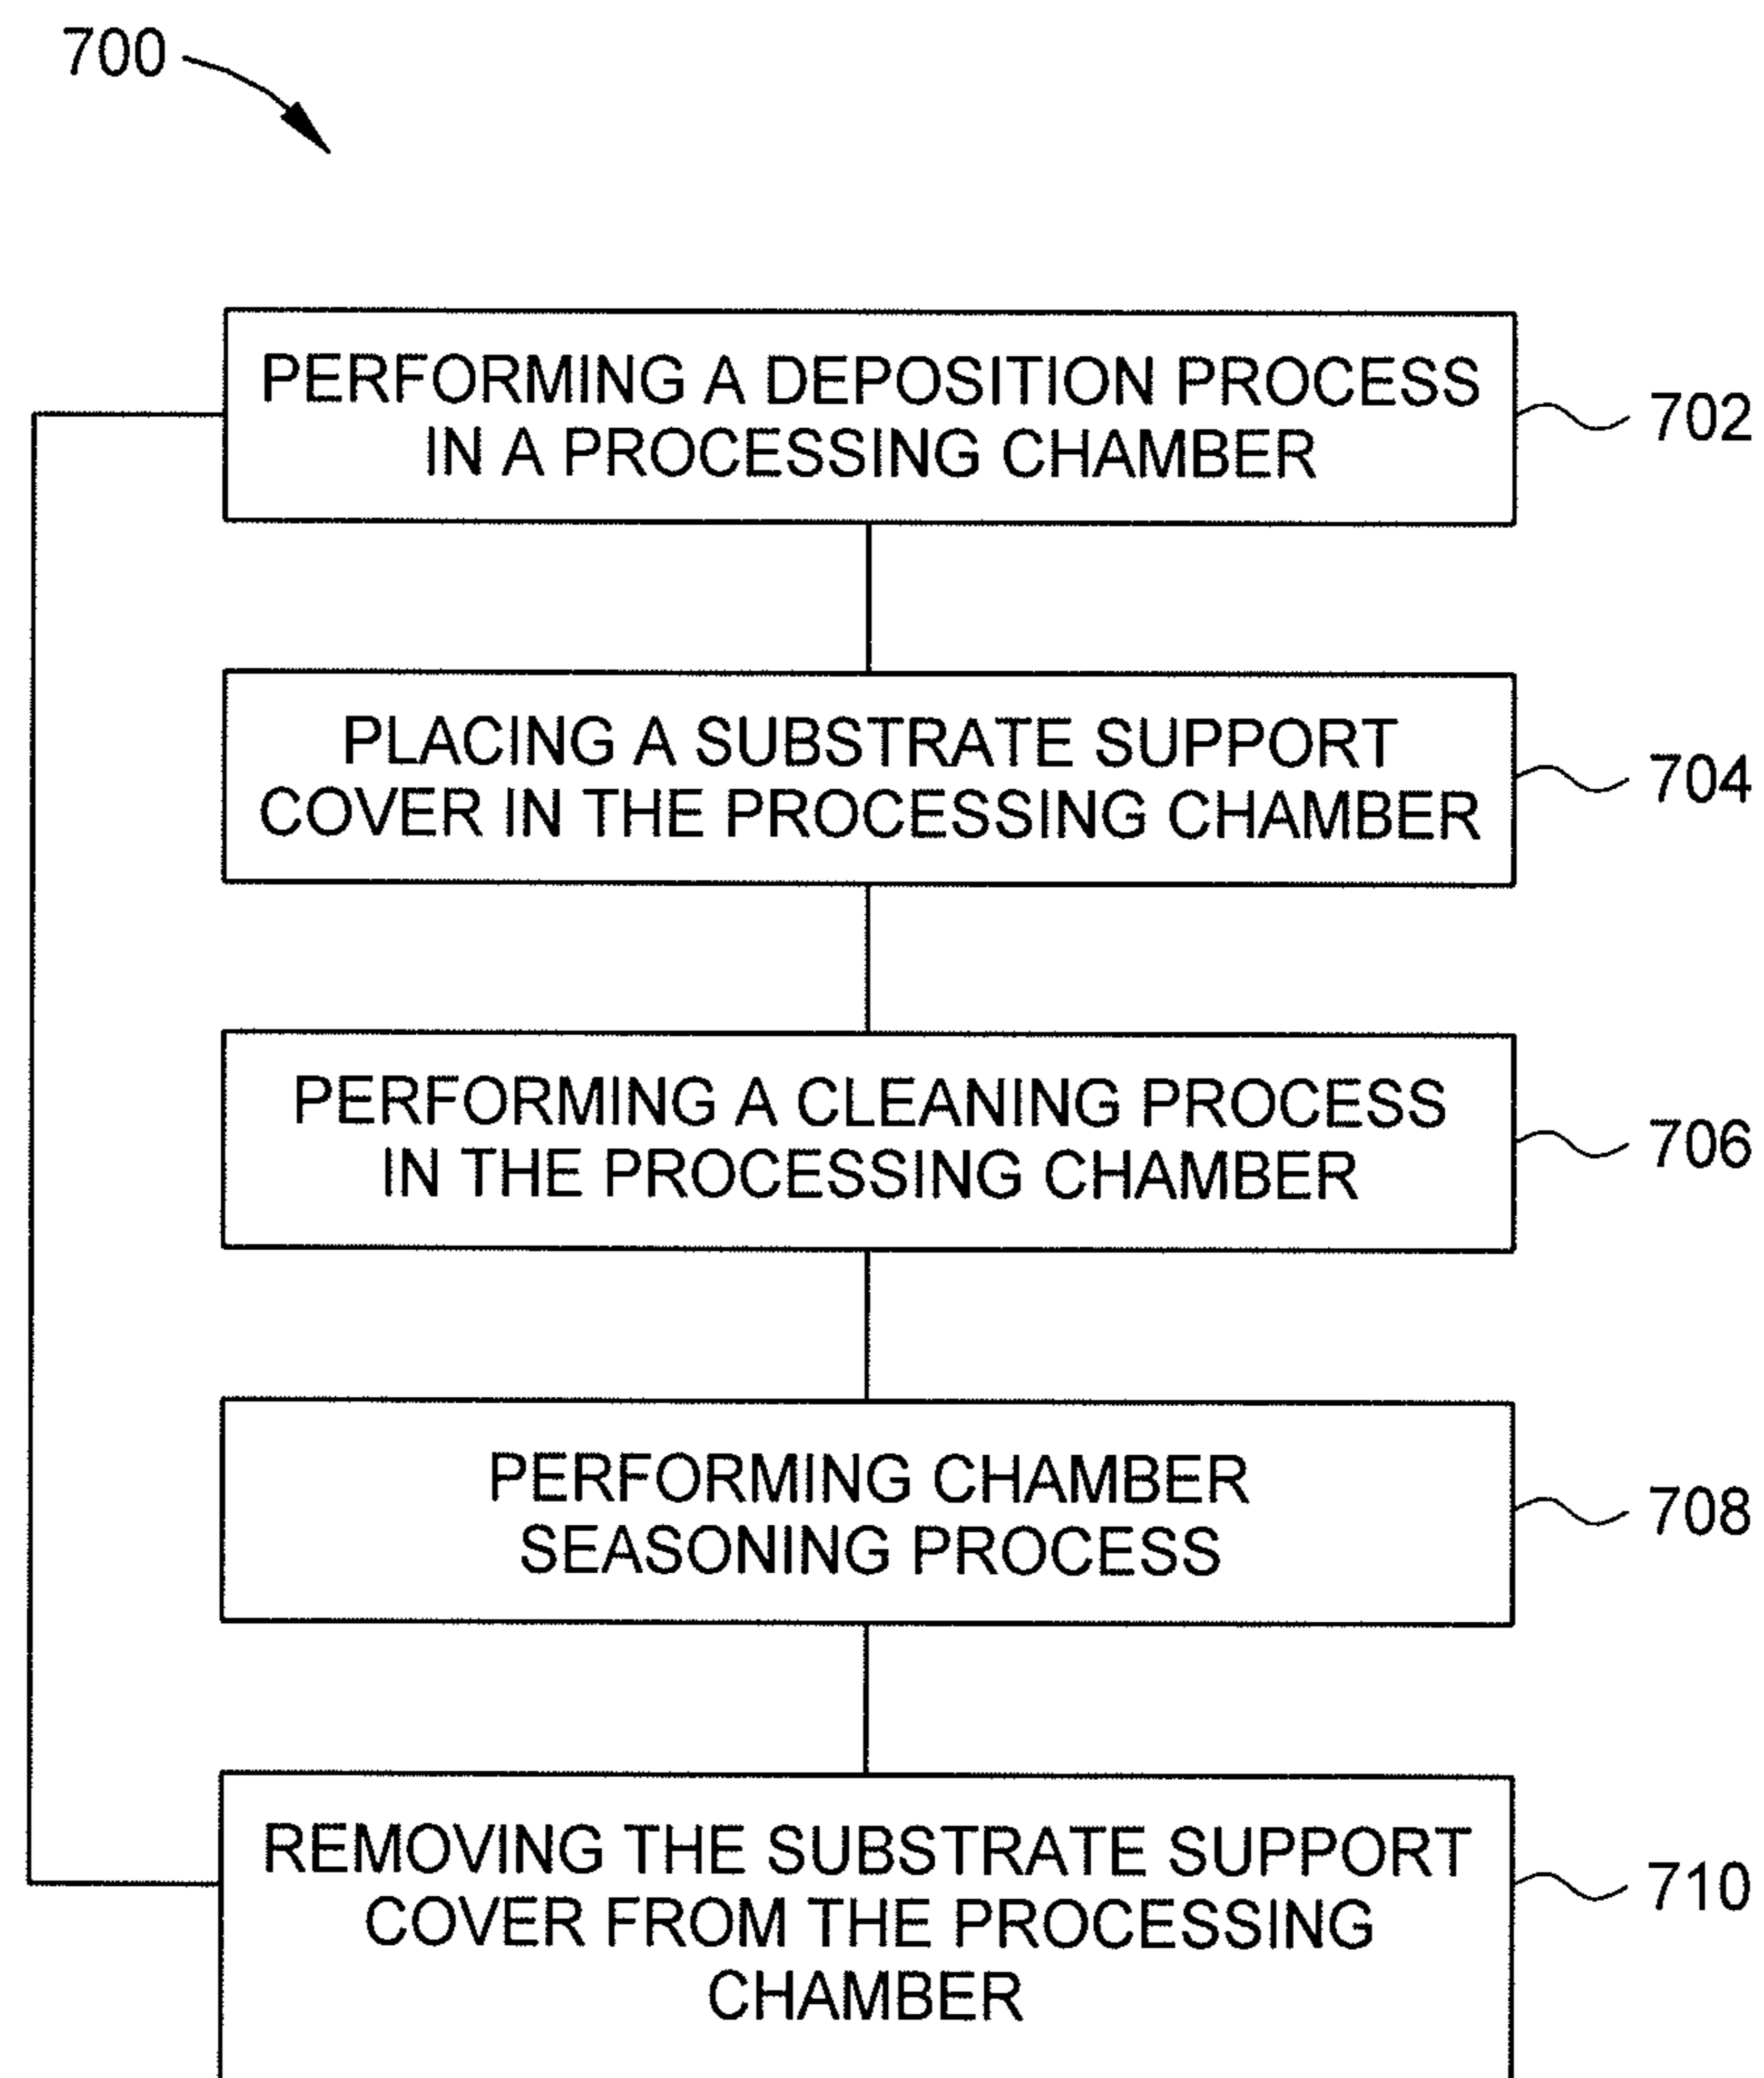 700
PERFORMING A DEPOSITION PROCESS
IN A PROCESSING CHAMBER
702
PLACING A SUBSTRATE SUPPORT
COVER IN THE PROCESSING CHAMBER
704
PERFORMING A CLEANING PROCESS
IN THE PROCESSING CHAMBER
706
PERFORMING CHAMBER
SEASONING PROCESS
708
REMOVING THE SUBSTRATE SUPPORT
COVER FROM THE PROCESSING
CHAMBER
710